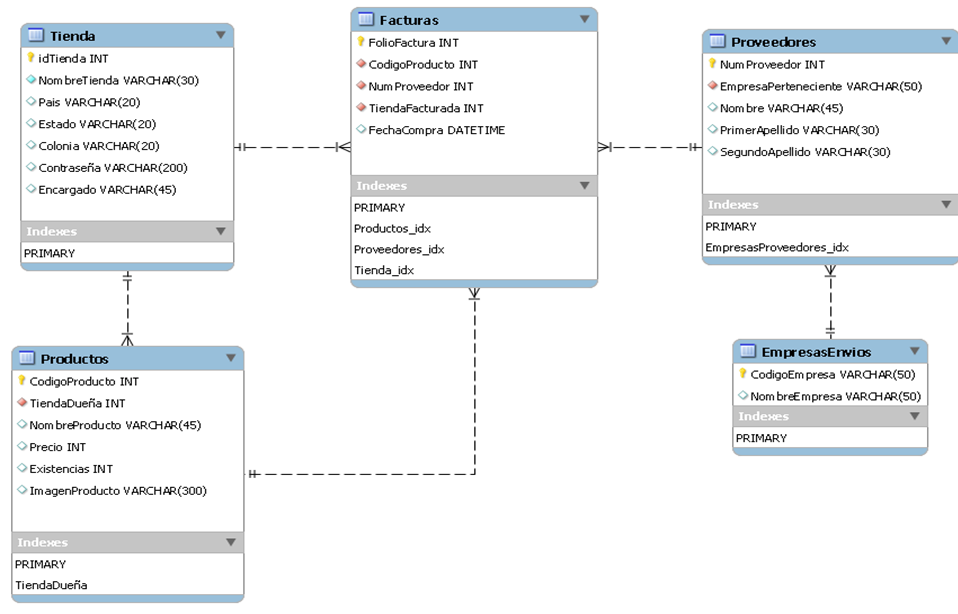 Tienda
idTienda INT
NombreTienda VARCHAR(30)
Pais VARCHAR(20)
Estado VARCHAR(20)
Colonia VARCHAR(20)
Contraseña VARCHAR(200)
Encargado VARCHAR(45)
Indexes
PRIMARY
Facturas
FolioFactura INT
CodigoProducto INT
NumProveedor INT
TiendaFacturada INT
FechaCompra DATETIME
Indexes
PRIMARY
Productos_idx
Proveedores_idx
Tienda_idx
Proveedores
NumProveedor INT
EmpresaPerteneciente VARCHAR(50)
Nombre VARCHAR(45)
PrimerApellido VARCHAR(30)
SegundoApellido VARCHAR(30)
Indexes
PRIMARY
EmpresasProveedores_idx
Productos
CodigoProducto INT
TiendaDueña INT
NombreProducto VARCHAR(45)
Precio INT
Existencias INT
ImagenProducto VARCHAR(300)
Indexes
PRIMARY
TiendaDueña
EmpresasEnvios
CodigoEmpresa VARCHAR(50)
NombreEmpresa VARCHAR(50)
Indexes
PRIMARY